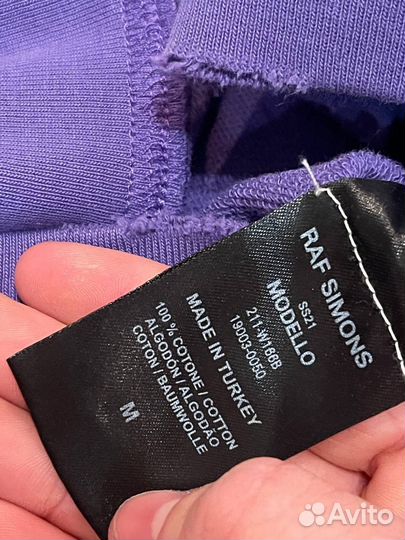 RAF SIMONS
SS21
MODELLO
211-W186B
19003-0050
MADE IN TURKEY
100 % COTONE / COTTON
ALGODON / ALGODÃO
COTON / BAUMWOLLE
M
Avito